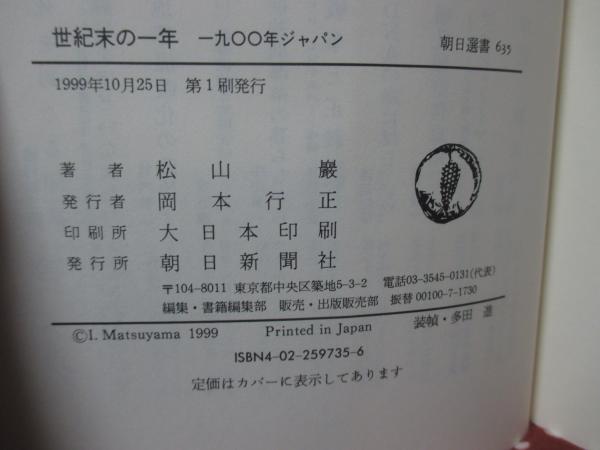 世紀末の一年 一九〇〇年ジャパン 朝日選書 635
1999年10月25日 第1刷発行
著者 松山 巖
発行者 岡本行正
印刷所 大日本印刷
発行所 朝日新聞社
〒104-8011 東京都中央区築地5-3-2 電話03-3545-0131(代表)
編集・書籍編集部 販売・出版販売部 振替00100-7-1730
©I. Matsuyama 1999 Printed in Japan 装幀・多田 進
ISBN4-02-259735-6
定価はカバーに表示してあります